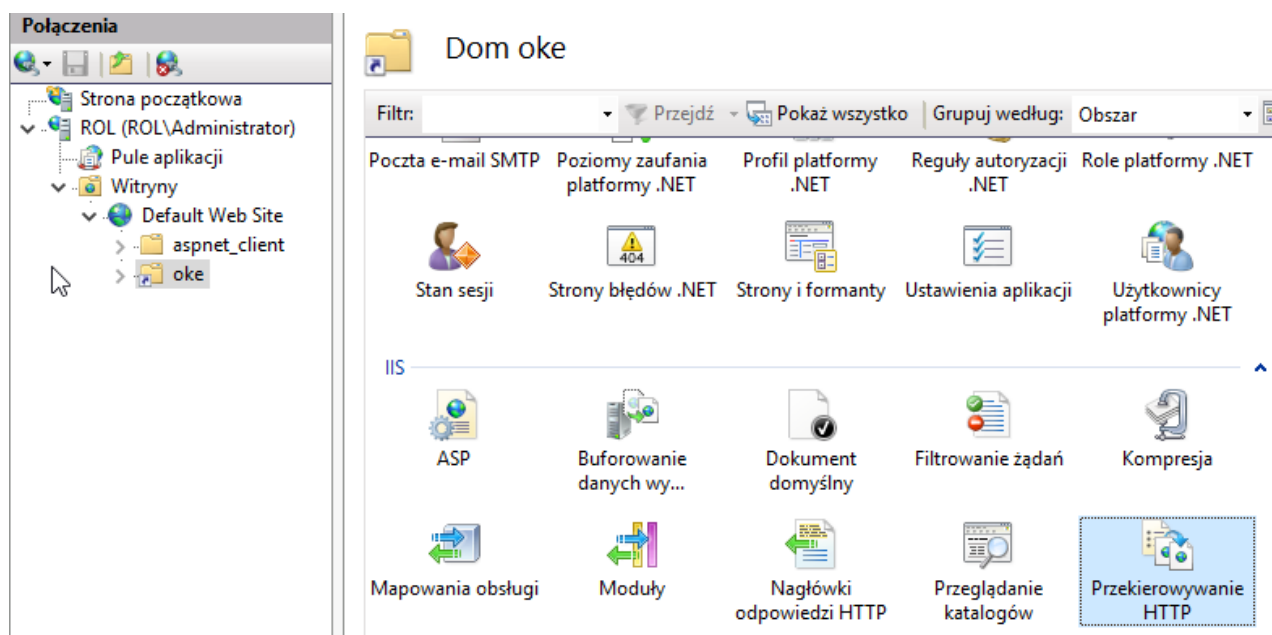 Połączenia
Strona początkowa
ROL (ROL\Administrator)
Pule aplikacji
Witryny
Default Web Site
aspnet_client
oke
Dom oke
Filtr: Przejdź Pokaż wszystko Grupuj według: Obszar
Poczta e-mail SMTP Poziomy zaufania Profil platformy Reguły autoryzacji Role platformy .NET
platformy .NET .NET .NET
404
Stan sesji Strony błędów .NET Strony i formanty Ustawienia aplikacji Użytkownicy
platformy .NET
IIS
ASP Buforowanie Dokument Filtrowanie żądań Kompresja
danych wy... domyślny
Mapowania obsługi Moduły Nagłówki Przeglądanie Przekierowywanie
odpowiedzi HTTP katalogów HTTP